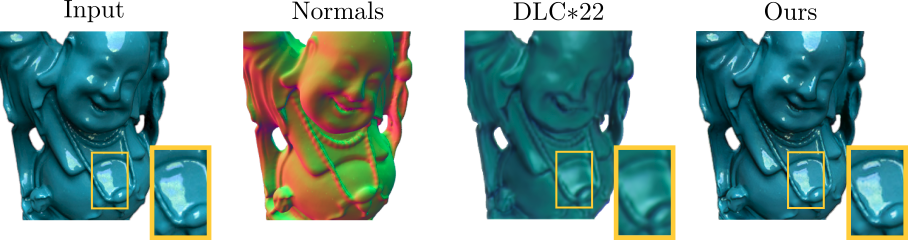 Input
Normals
DLC*22
Ours